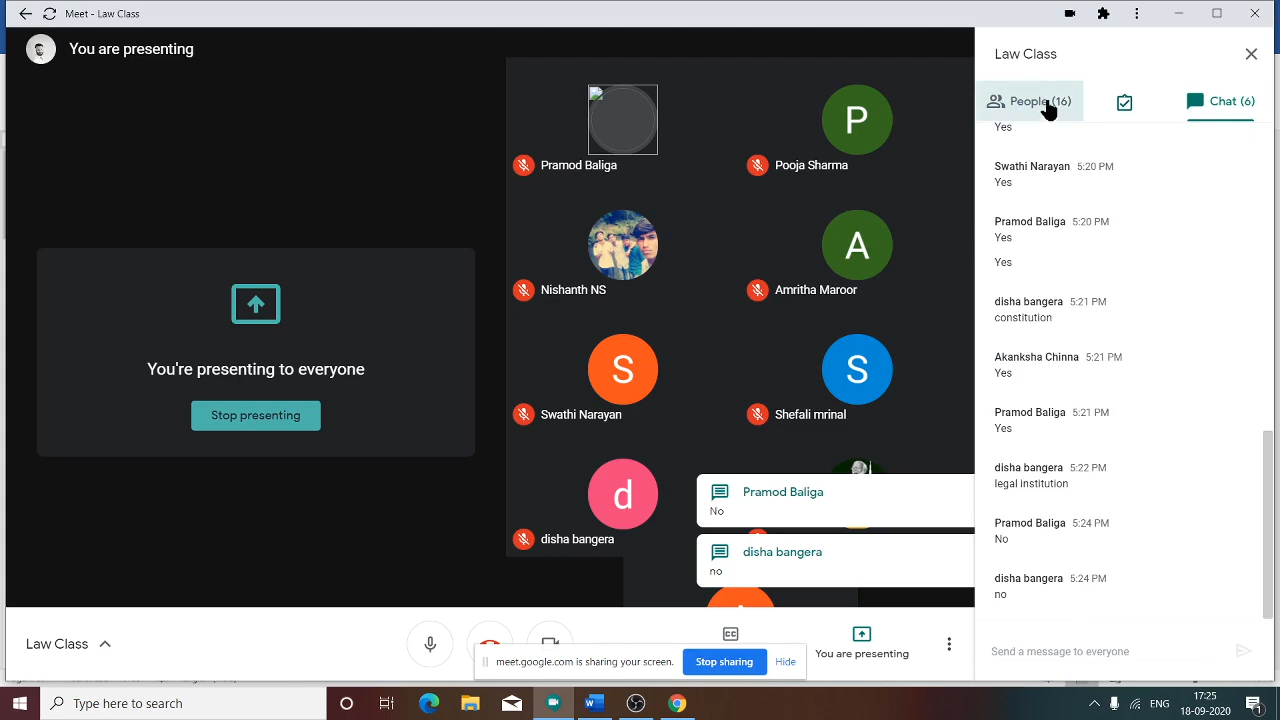 Meet - Law Class
You are presenting
Law Class
People (16)
Chat (6)
P
Pramod Baliga
Pooja Sharma
A
Nishanth NS
Amritha Maroor
S
S
Swathi Narayan
Shefali mrinal
d
disha bangera
You're presenting to everyone
Stop presenting
Pramod Baliga
No
disha bangera
no
Yes
Swathi Narayan 5:20 PM
Yes
Pramod Baliga 5:20 PM
Yes
Yes
disha bangera 5:21 PM
constitution
Akanksha Chinna 5:21 PM
Yes
Pramod Baliga 5:21 PM
Yes
disha bangera 5:22 PM
legal institution
Pramod Baliga 5:24 PM
No
disha bangera 5:24 PM
no
Send a message to everyone
Law Class
CC
You are presenting
meet.google.com is sharing your screen.
Stop sharing
Hide
Type here to search
W
ENG
17:25
18-09-2020
1